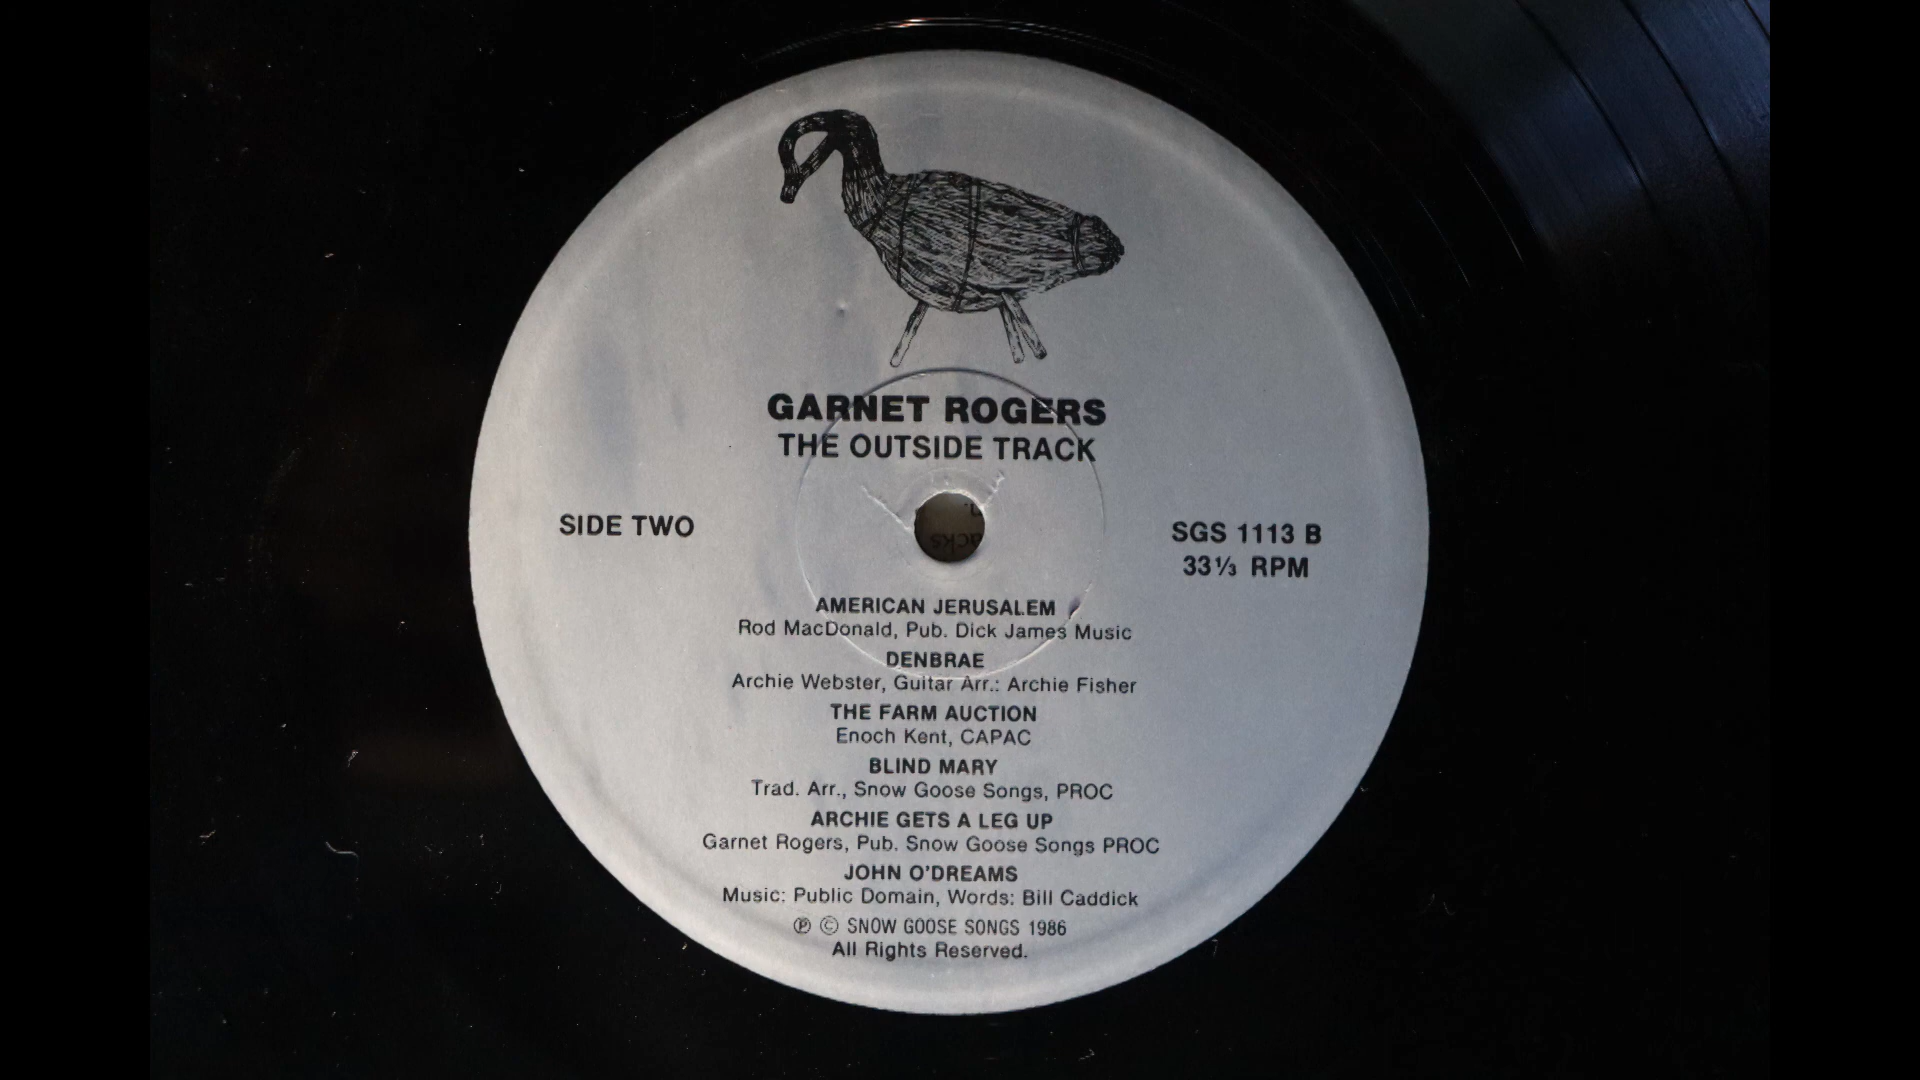 GARNET ROGERS
THE OUTSIDE TRACK
SIDE TWO
SGS 1113 B
33⅓ RPM
AMERICAN JERUSALEM
Rod MacDonald, Pub. Dick James Music
DENBRAE
Archie Webster, Guitar Arr.: Archie Fisher
THE FARM AUCTION
Enoch Kent, CAPAC
BLIND MARY
Trad. Arr., Snow Goose Songs, PROC
ARCHIE GETS A LEG UP
Garnet Rogers, Pub. Snow Goose Songs PROC
JOHN O'DREAMS
Music: Public Domain, Words: Bill Caddick
℗ © SNOW GOOSE SONGS 1986
All Rights Reserved.